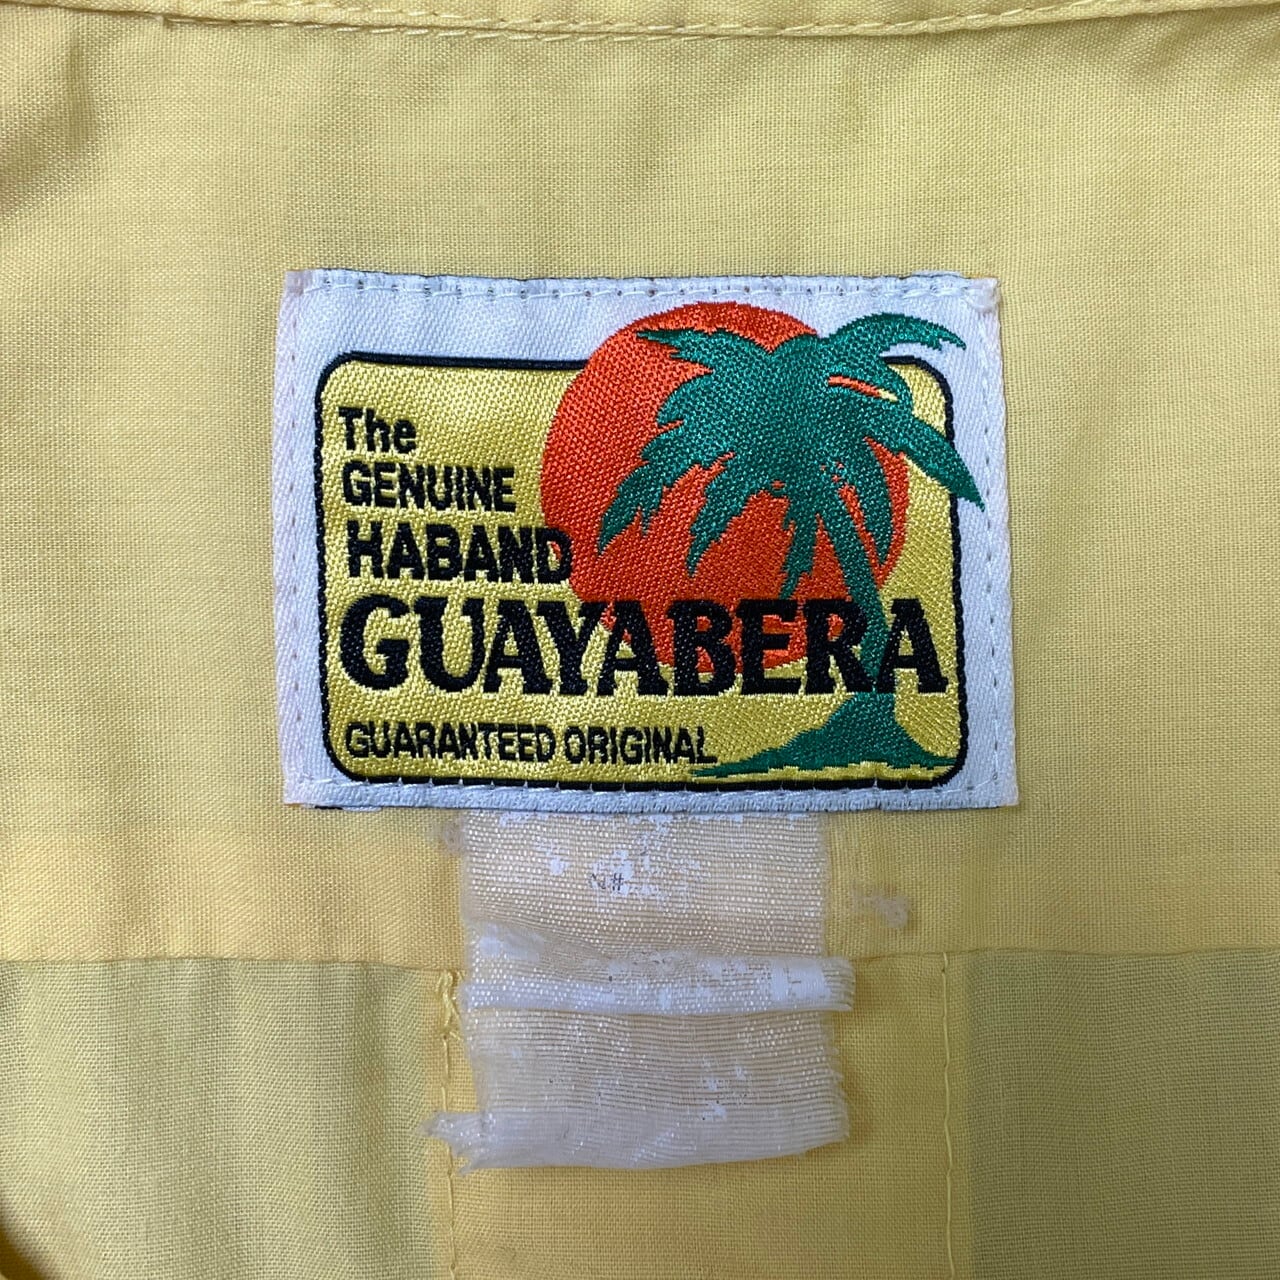 The
GENUINE
HABAND
GUAYABERA
GUARANTEED ORIGINAL
N#